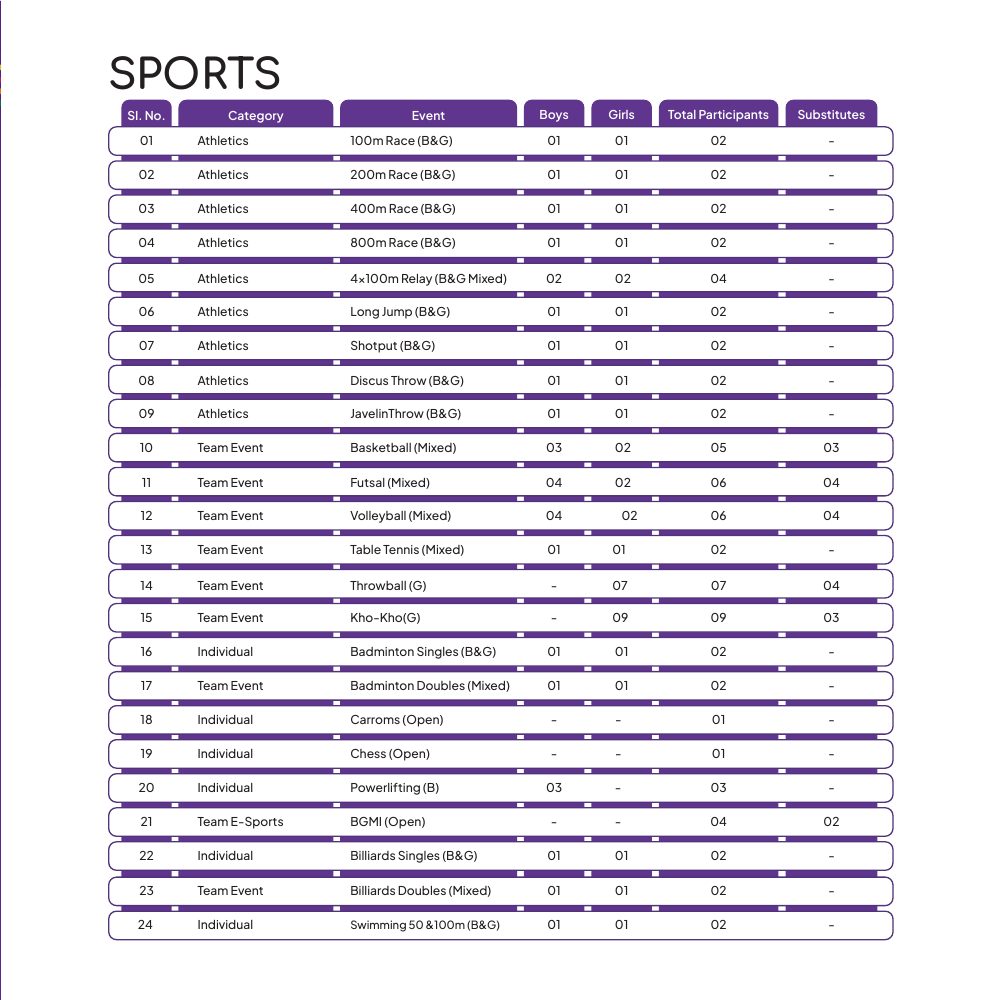 SPORTS
Sl. No. Category Event Boys Girls Total Participants Substitutes
01 Athletics 100m Race (B&G) 01 01 02 -
02 Athletics 200m Race (B&G) 01 01 02 -
03 Athletics 400m Race (B&G) 01 01 02 -
04 Athletics 800m Race (B&G) 01 01 02 -
05 Athletics 4×100m Relay (B&G Mixed) 02 02 04 -
06 Athletics Long Jump (B&G) 01 01 02 -
07 Athletics Shotput (B&G) 01 01 02 -
08 Athletics Discus Throw (B&G) 01 01 02 -
09 Athletics JavelinThrow (B&G) 01 01 02 -
10 Team Event Basketball (Mixed) 03 02 05 03
11 Team Event Futsal (Mixed) 04 02 06 04
12 Team Event Volleyball (Mixed) 04 02 06 04
13 Team Event Table Tennis (Mixed) 01 01 02 -
14 Team Event Throwball (G) - 07 07 04
15 Team Event Kho-Kho(G) - 09 09 03
16 Individual Badminton Singles (B&G) 01 01 02 -
17 Team Event Badminton Doubles (Mixed) 01 01 02 -
18 Individual Carroms (Open) - - 01 -
19 Individual Chess (Open) - - 01 -
20 Individual Powerlifting (B) 03 - 03 -
21 Team E-Sports BGMI (Open) - - 04 02
22 Individual Billiards Singles (B&G) 01 01 02 -
23 Team Event Billiards Doubles (Mixed) 01 01 02 -
24 Individual Swimming 50 &100m (B&G) 01 01 02 -